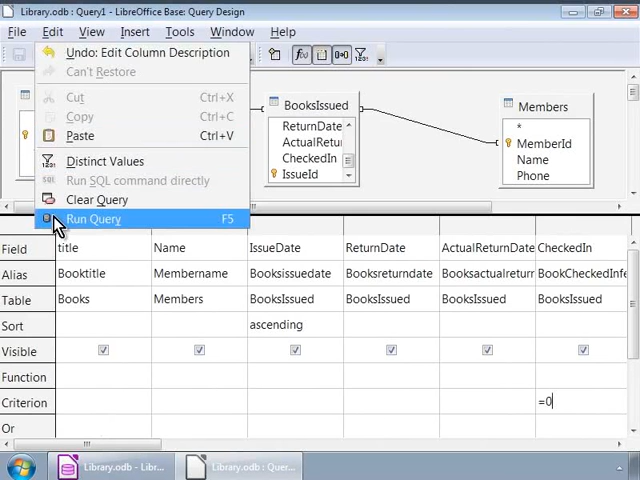 Library.odb : Query1 - LibreOffice Base: Query Design
File Edit View Insert Tools Window Help
Undo: Edit Column Description
Can't Restore
Cut Ctrl+X
Copy Ctrl+C
Paste Ctrl+V
Distinct Values
Run SQL command directly
Clear Query
Run Query F5
BooksIssued
ReturnDate
ActualRetur
CheckedIn
IssueId
Members
*
MemberId
Name
Phone
Field title Name IssueDate ReturnDate ActualReturnDate CheckedIn
Alias Booktitle Membername Booksissuedate Booksreturndate Booksactualreturn BookCheckedInfe
Table Books Members BooksIssued BooksIssued BooksIssued BooksIssued
Sort ascending
Visible
Function
Criterion =0
Or
Library.odb - Libr... Library.odb : Quer...